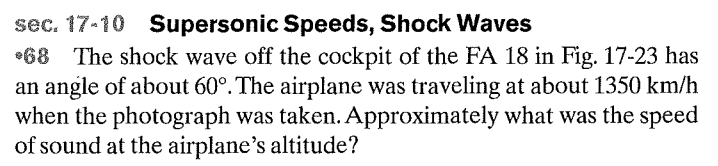 sec. 17-10 Supersonic Speeds, Shock Waves
•68 The shock wave off the cockpit of the FA 18 in Fig. 17-23 has
an angle of about 60°. The airplane was traveling at about 1350 km/h
when the photograph was taken. Approximately what was the speed
of sound at the airplane's altitude?